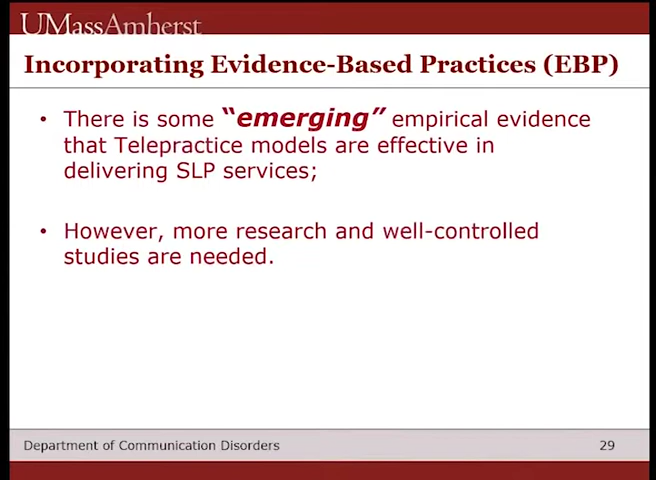 UMassAmherst
Incorporating Evidence-Based Practices (EBP)
• There is some “emerging” empirical evidence
that Telepractice models are effective in
delivering SLP services;
• However, more research and well-controlled
studies are needed.
Department of Communication Disorders 29